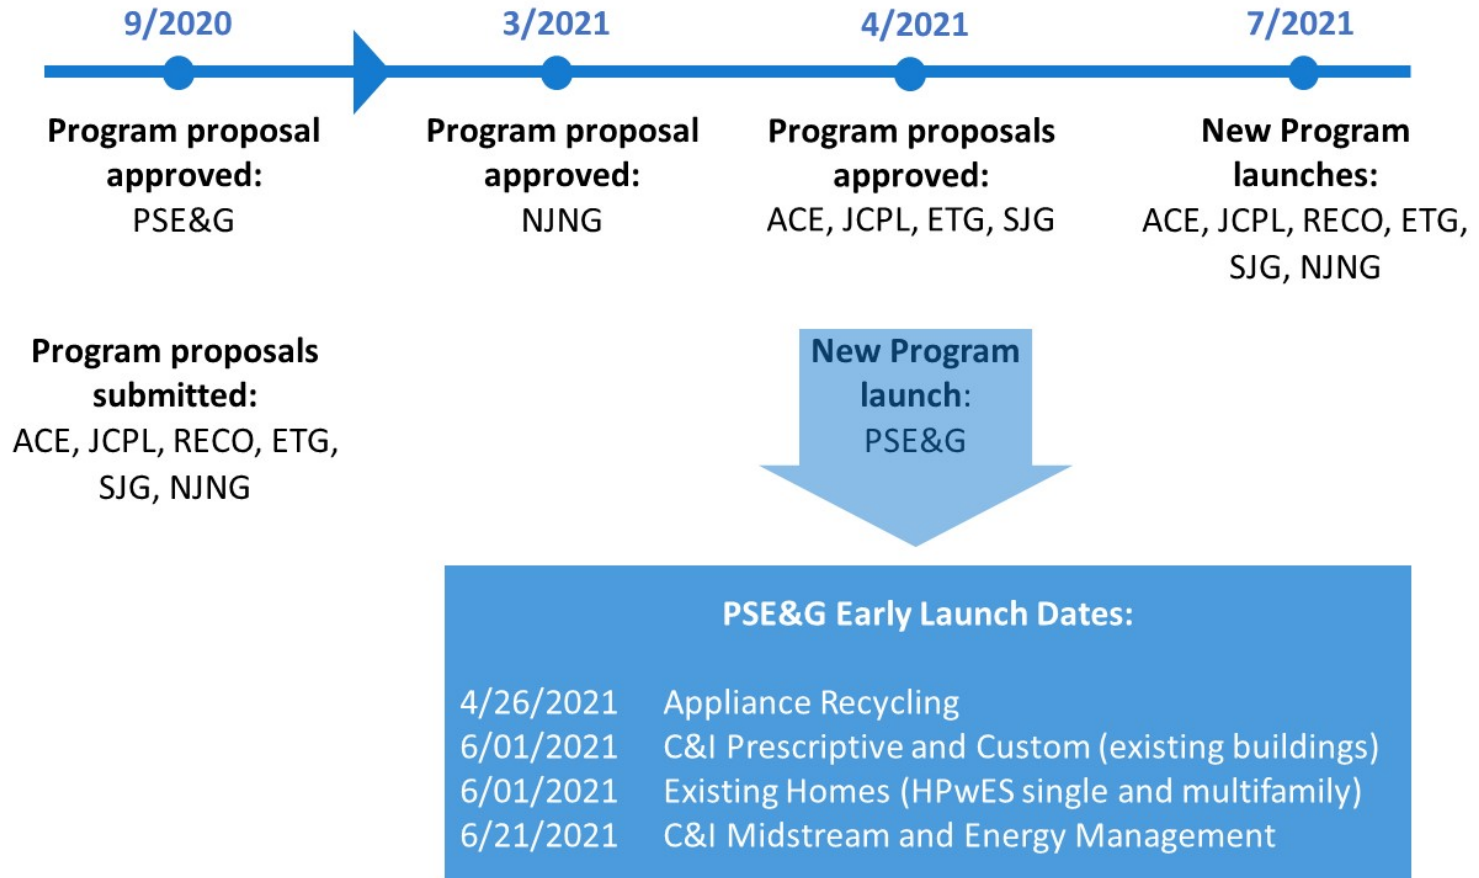 9/2020
Program proposal
approved:
PSE&G
Program proposals
submitted:
ACE, JCPL, RECO, ETG,
SJG, NJNG
3/2021
Program proposal
approved:
NJNG
4/2021
Program proposals
approved:
ACE, JCPL, ETG, SJG
New Program
launch:
PSE&G
7/2021
New Program
launches:
ACE, JCPL, RECO, ETG,
SJG, NJNG
PSE&G Early Launch Dates:
4/26/2021 Appliance Recycling
6/01/2021 C&I Prescriptive and Custom (existing buildings)
6/01/2021 Existing Homes (HPwES single and multifamily)
6/21/2021 C&I Midstream and Energy Management